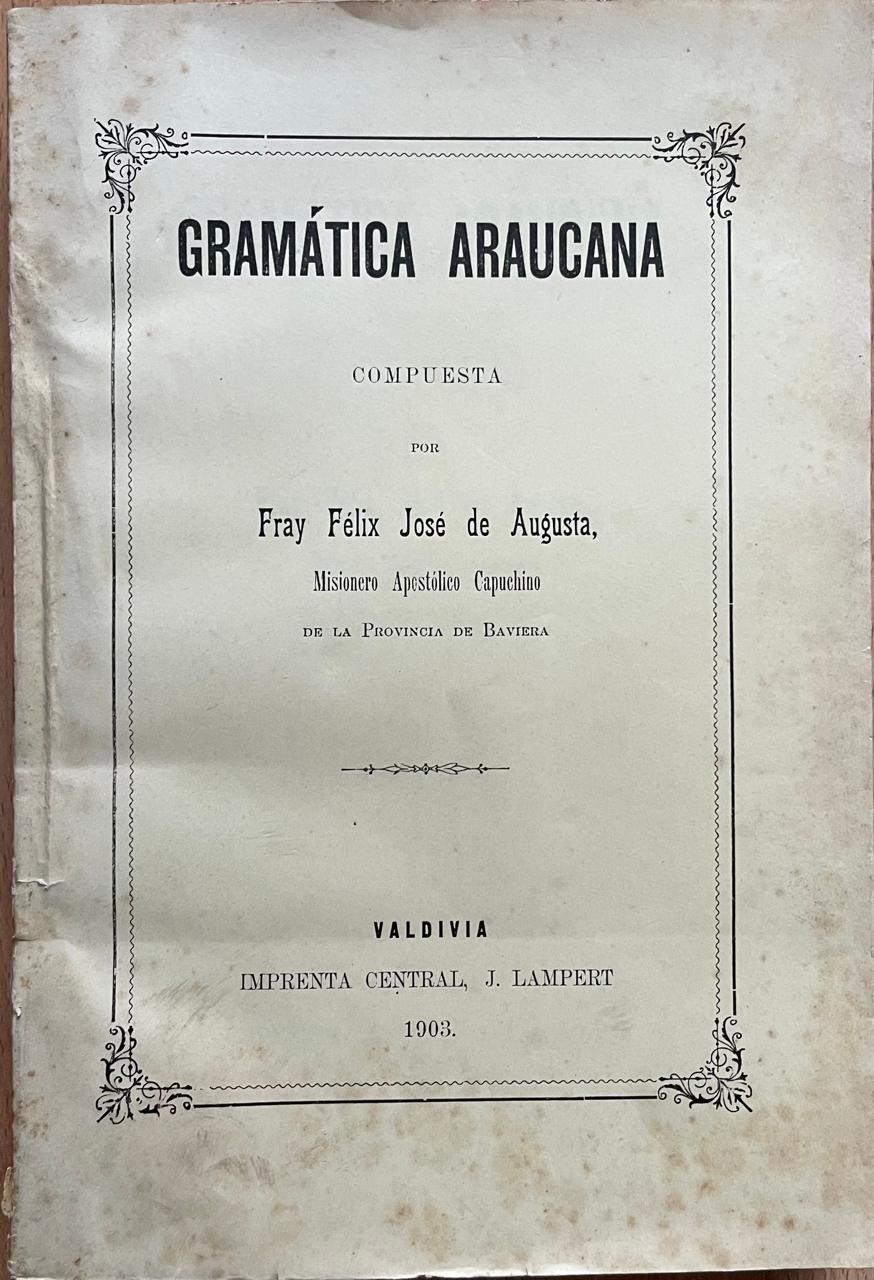 GRAMÁTICA ARAUCANA
COMPUESTA
POR
Fray Félix José de Augusta,
Misionero Apostólico Capuchino
DE LA PROVINCIA DE BAVIERA
VALDIVIA
IMPRENTA CENTRAL, J. LAMPERT
1903.